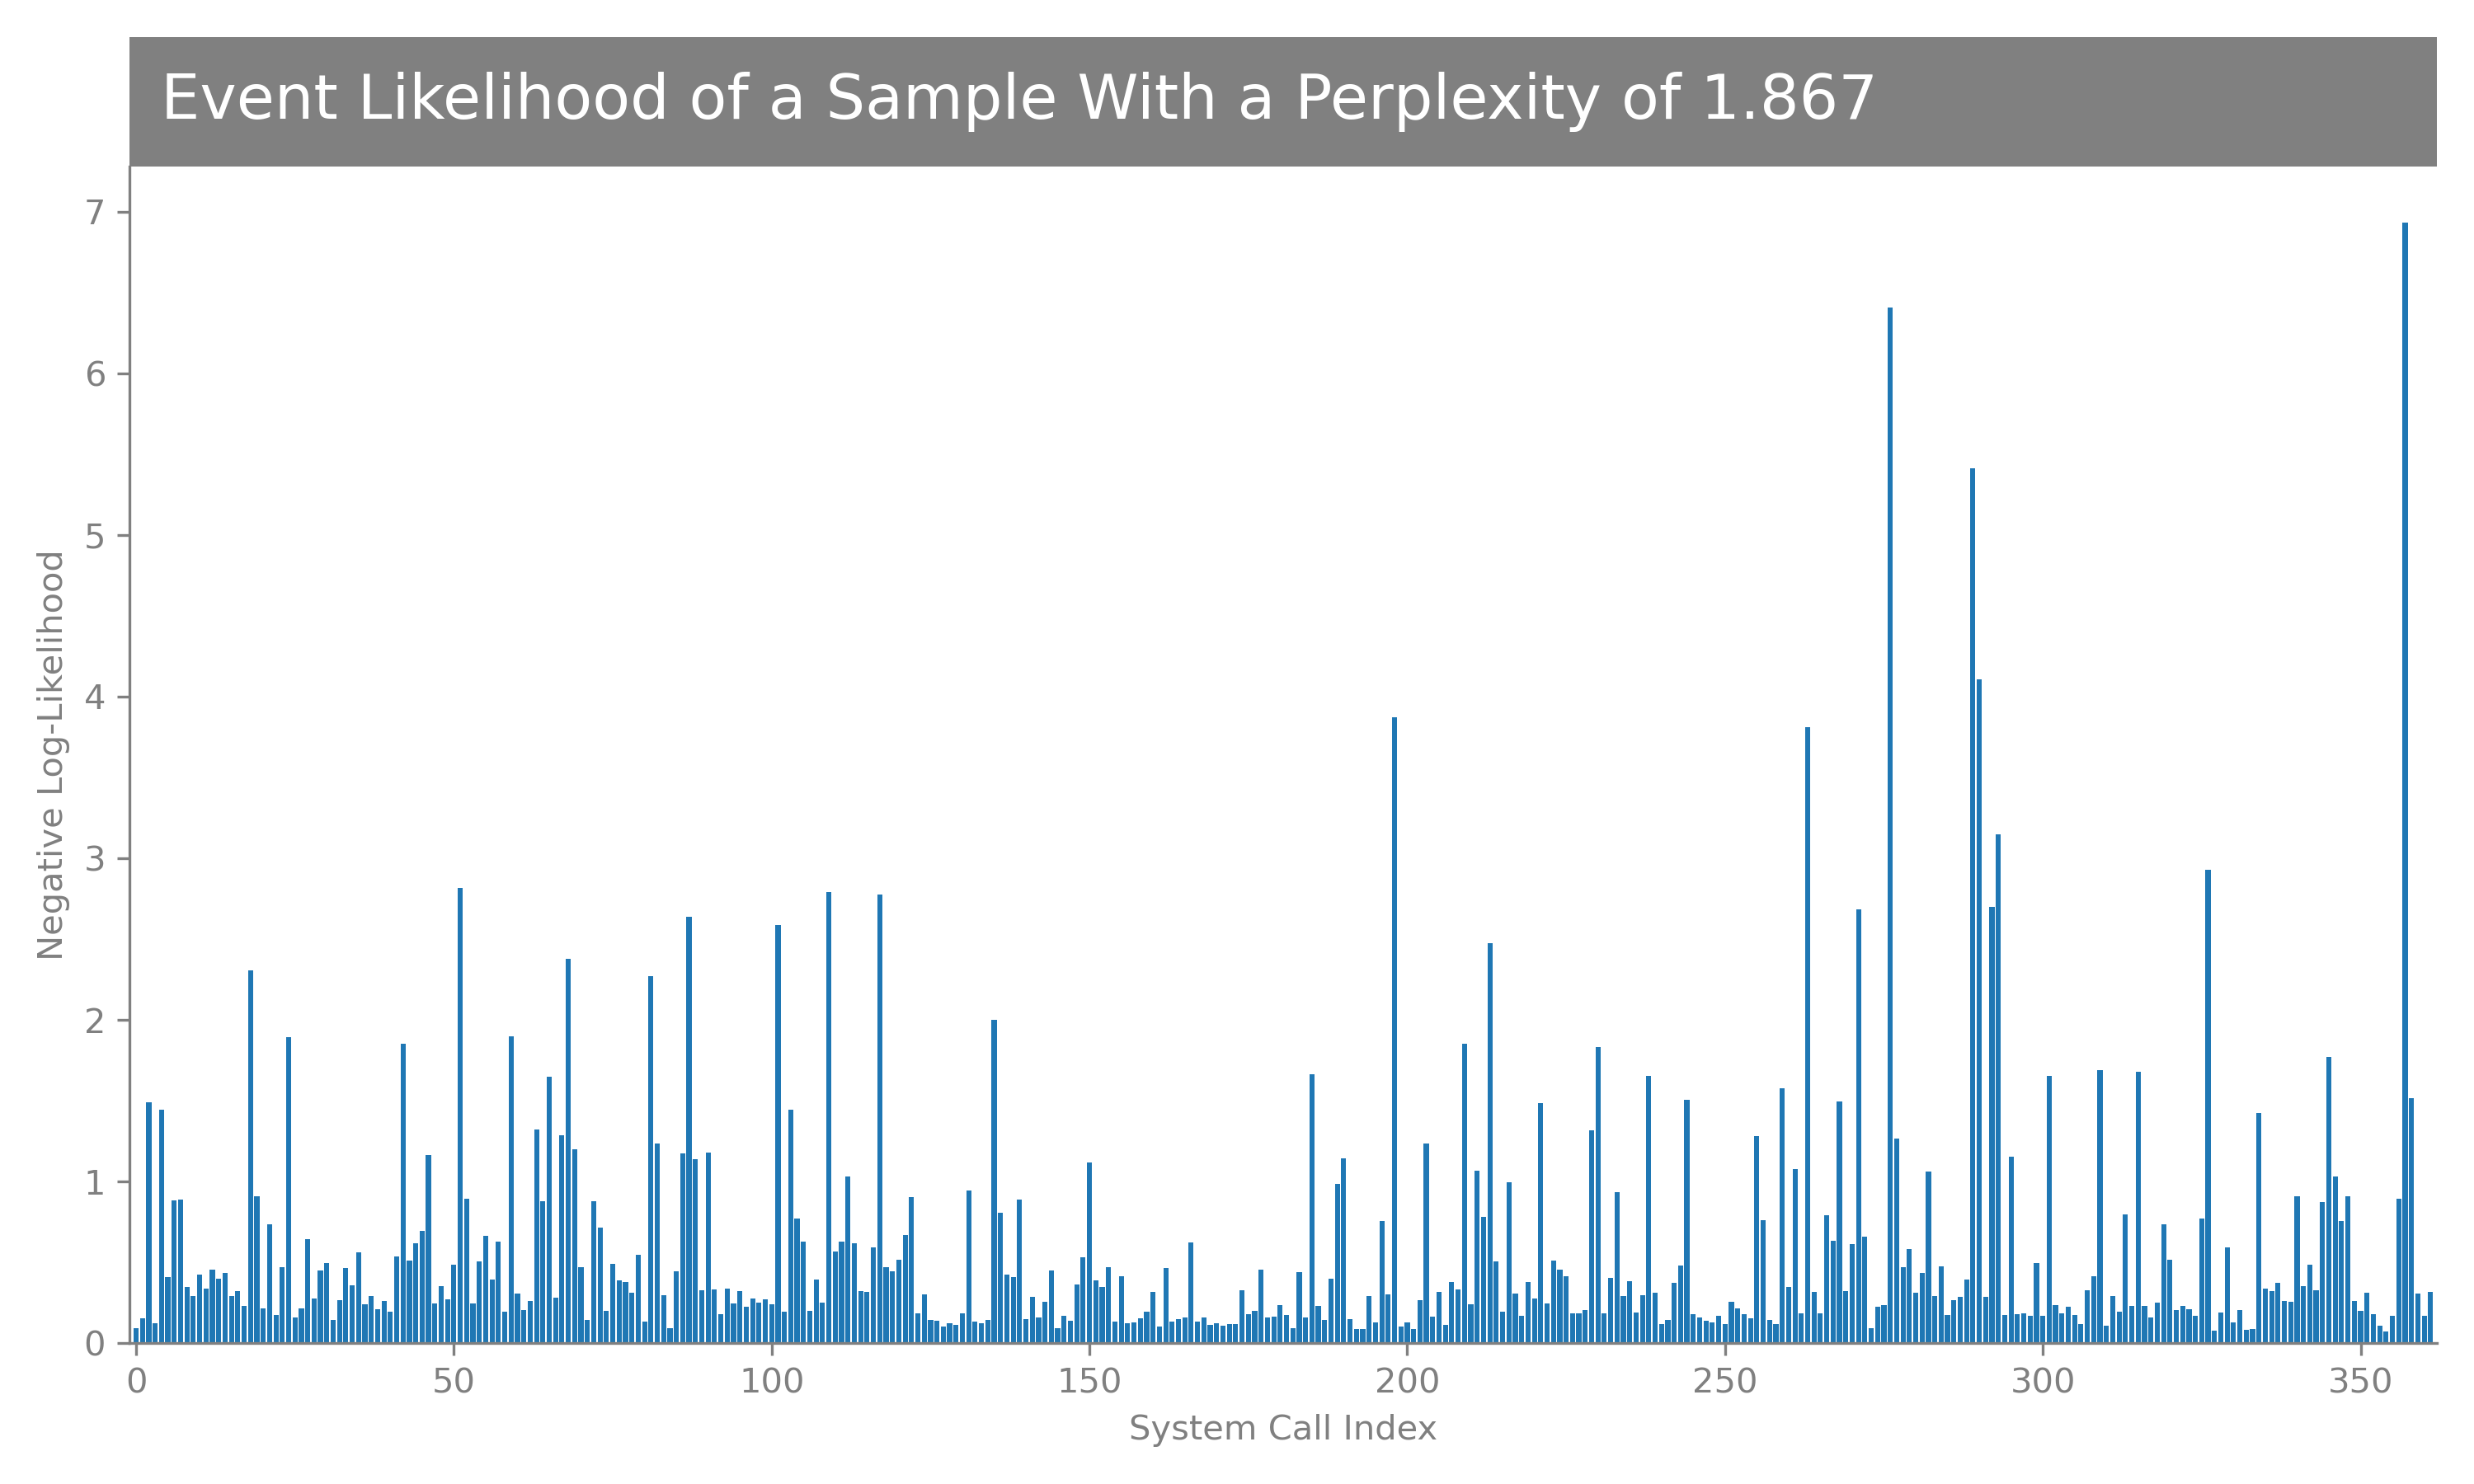 Event Likelihood of a Sample With a Perplexity of 1.867
7
6
5
4
3
2
1
0
Negative Log-Likelihood
0 50 100 150 200 250 300 350
System Call Index